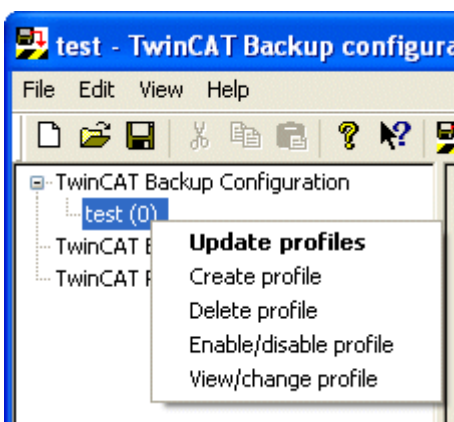 test - TwinCAT Backup configura
File Edit View Help
TwinCAT Backup Configuration
test (0)
TwinCAT
TwinCAT
Update profiles
Create profile
Delete profile
Enable/disable profile
View/change profile